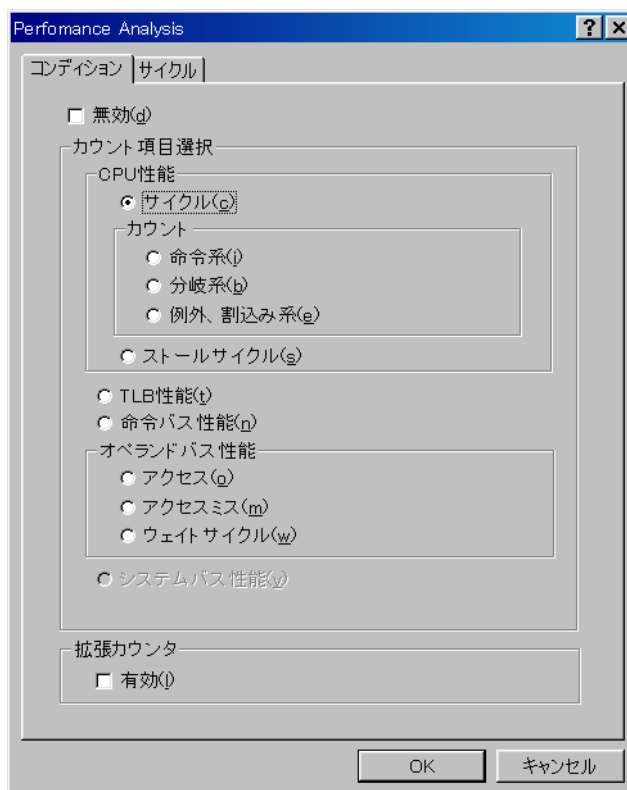 Perfomance Analysis
コンディション サイクル
無効(d)
カウント項目選択
CPU性能
サイクル(c)
カウント
命令系(i)
分岐系(b)
例外、割込み系(e)
ストールサイクル(s)
TLB性能(t)
命令バス性能(n)
オペランドバス性能
アクセス(o)
アクセスミス(m)
ウェイトサイクル(w)
システムバス性能(y)
拡張カウンタ
有効(l)
OK キャンセル